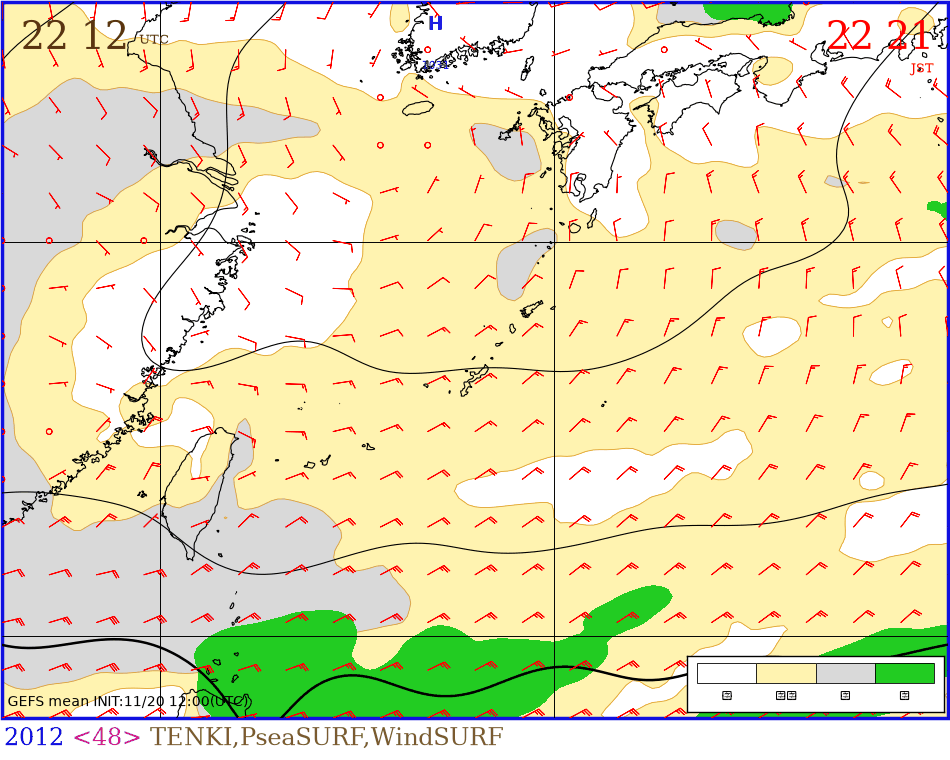 22 12 UTC
22 21 JST
H
GEFS mean INIT:11/20 12:00(UTC)
2012 <48> TENKI,PseaSURF,WindSURF